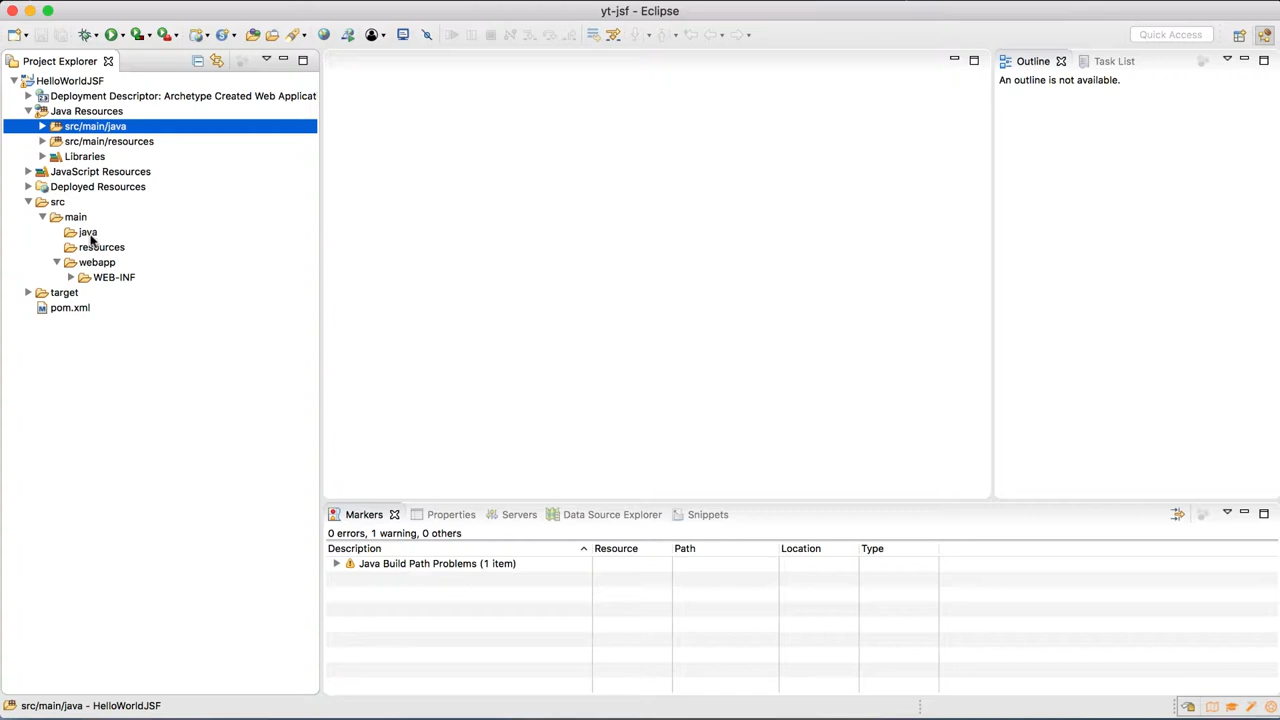 yt-jsf - Eclipse
Quick Access
Project Explorer
HelloWorldJSF
Deployment Descriptor: Archetype Created Web Applicat
Java Resources
src/main/java
src/main/resources
Libraries
JavaScript Resources
Deployed Resources
src
main
java
resources
webapp
WEB-INF
target
pom.xml
Outline
Task List
An outline is not available.
Markers
Properties
Servers
Data Source Explorer
Snippets
0 errors, 1 warning, 0 others
Description Resource Path Location Type
Java Build Path Problems (1 item)
src/main/java - HelloWorldJSF